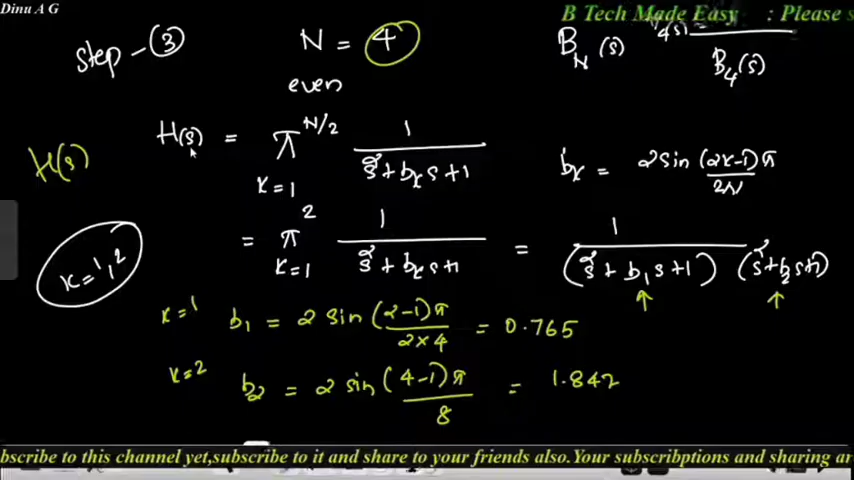 Dinu A G
B Tech Made Easy : Please s
step - ③ N = 4
even
B_N (s) = / B_4(s)
H(s)
H(s) = π^{N/2}_{K=1} 1 / (s² + b_K s + 1) b_K = 2 sin (2K-1)π / 2N
K = 1, 2
= π^{2}_{K=1} 1 / (s² + b_K s + 1) = 1 / (s² + b_1 s + 1) (s² + b_2 s + 1)
K=1 b_1 = 2 sin (2-1)π / 2×4 = 0.765
K=2 b_2 = 2 sin (4-1)π / 8 = 1.842
bscribe to this channel yet,subscribe to it and share to your friends also.Your subscribptions and sharing ar